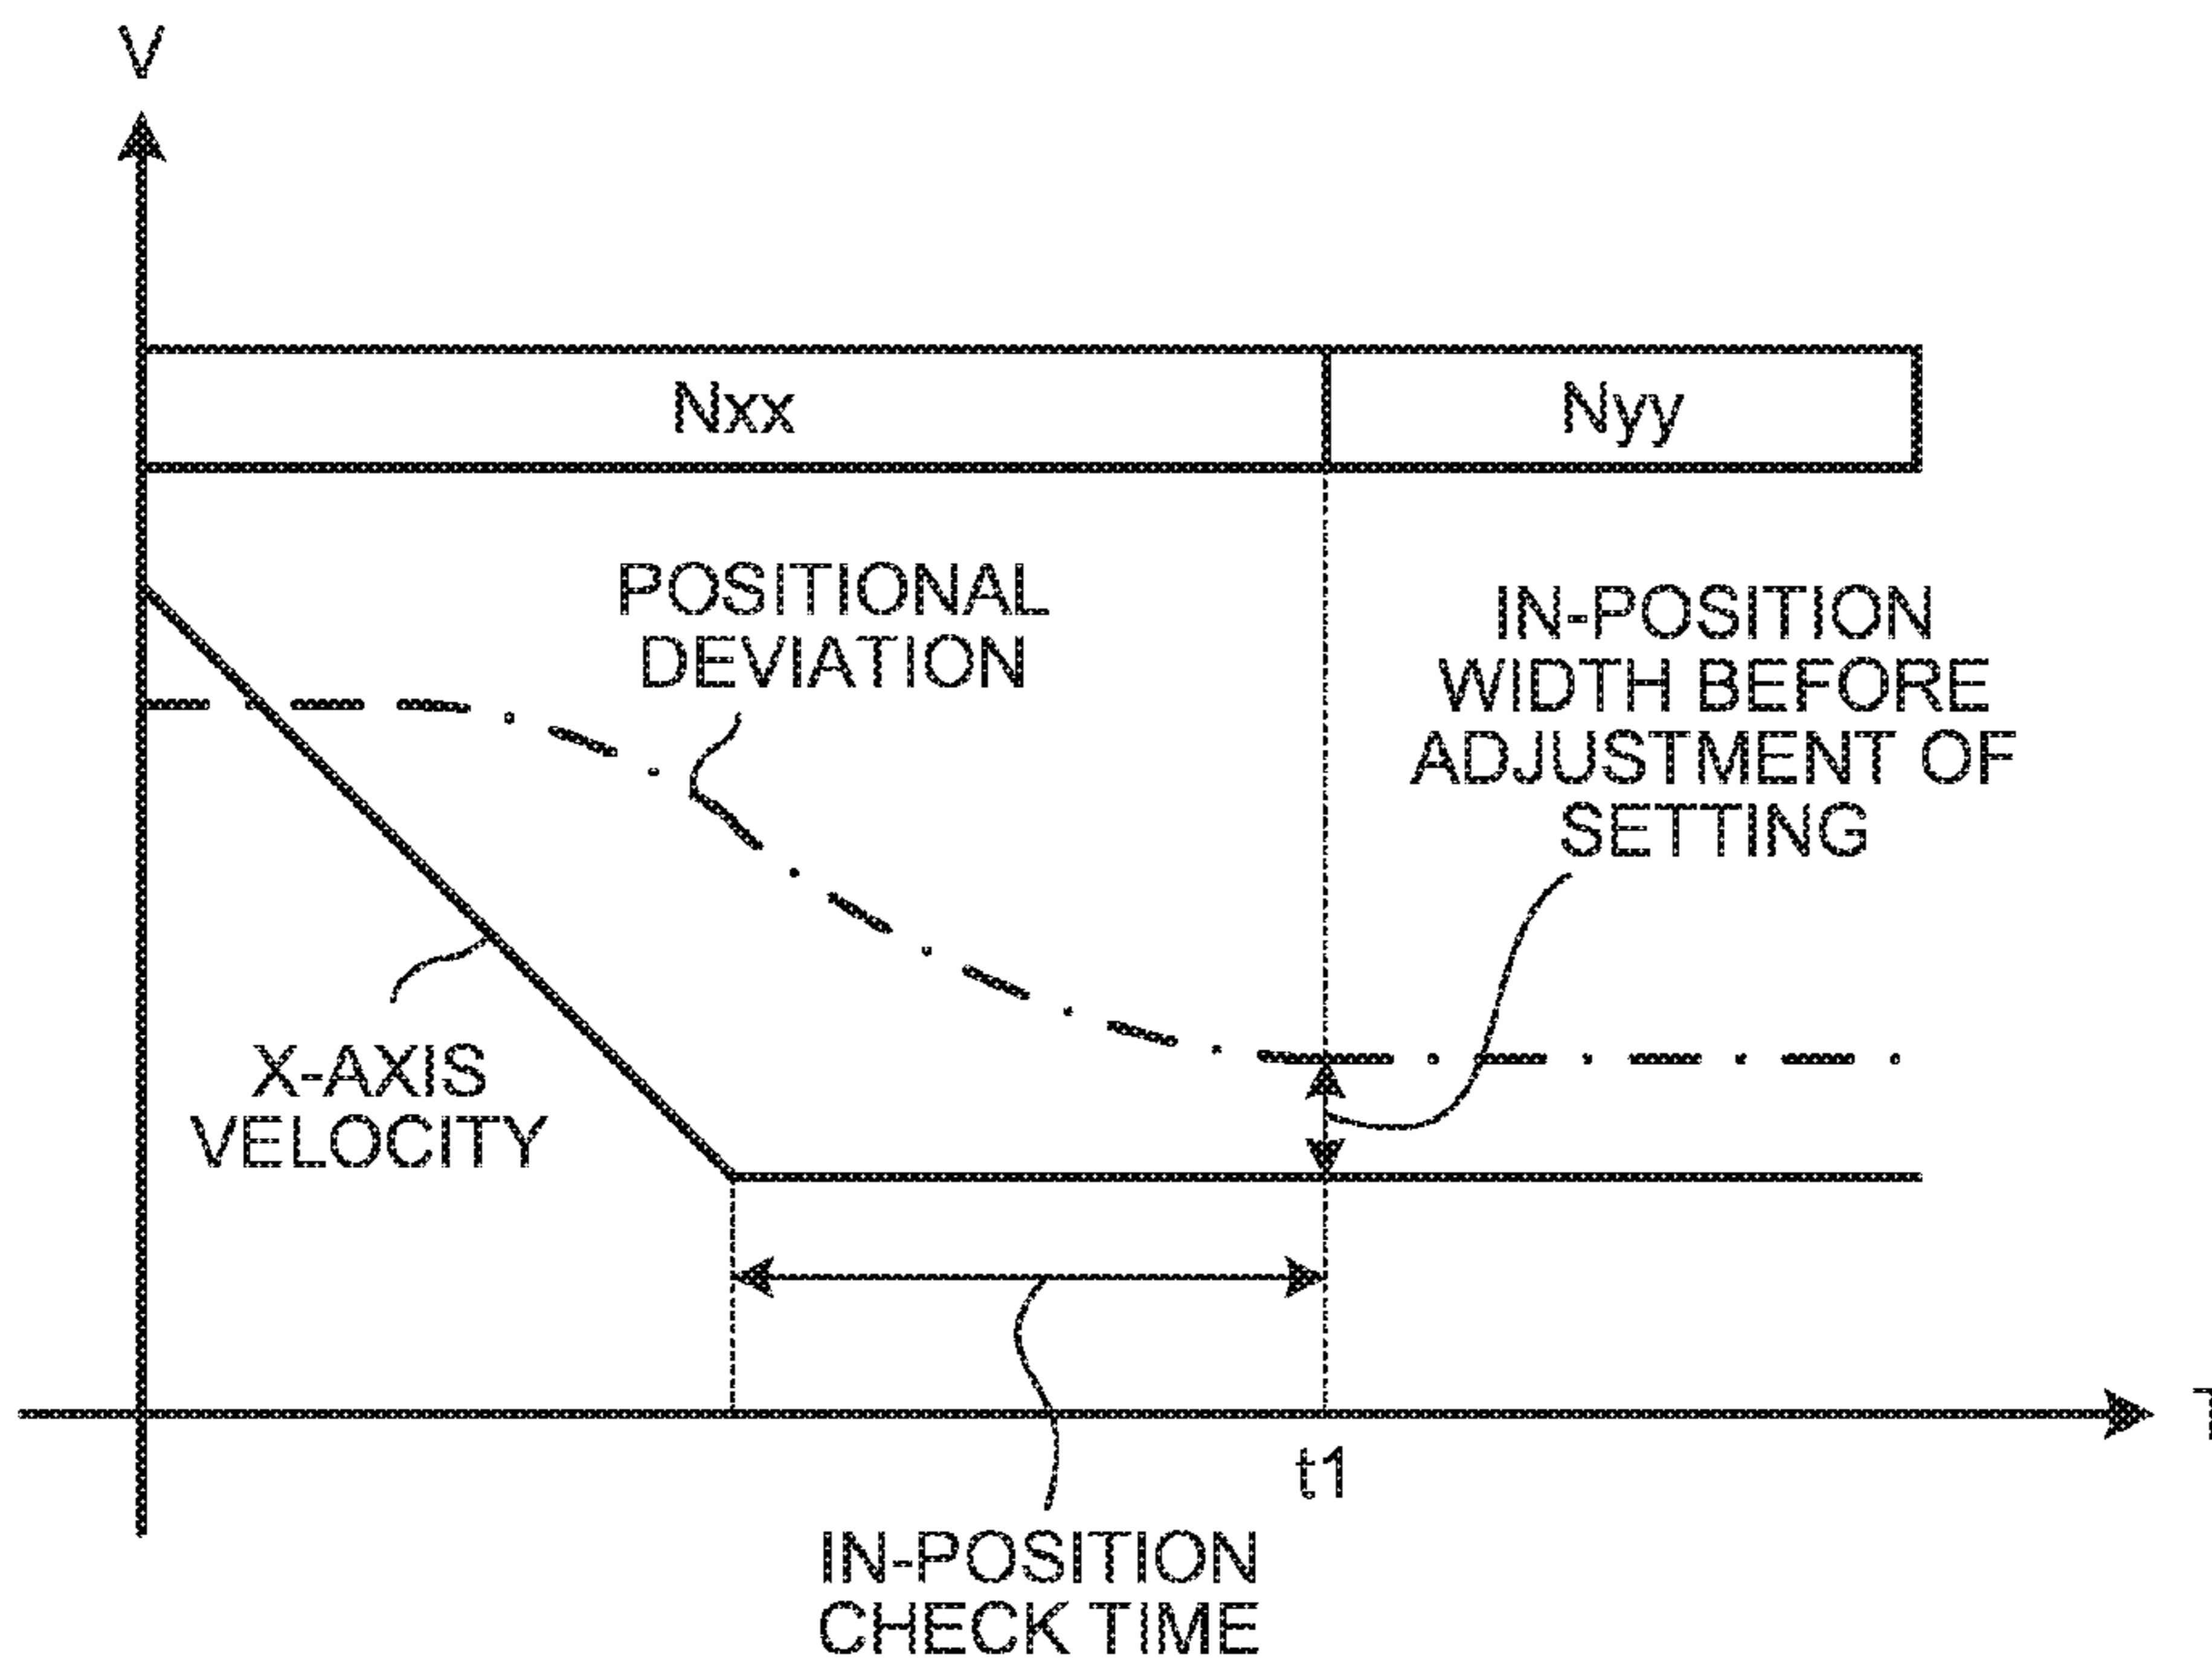 V
Nxx
Nyy
POSITIONAL
DEVIATION
IN-POSITION
WIDTH BEFORE
ADJUSTMENT OF
SETTING
X-AXIS
VELOCITY
T
t1
IN-POSITION
CHECK TIME